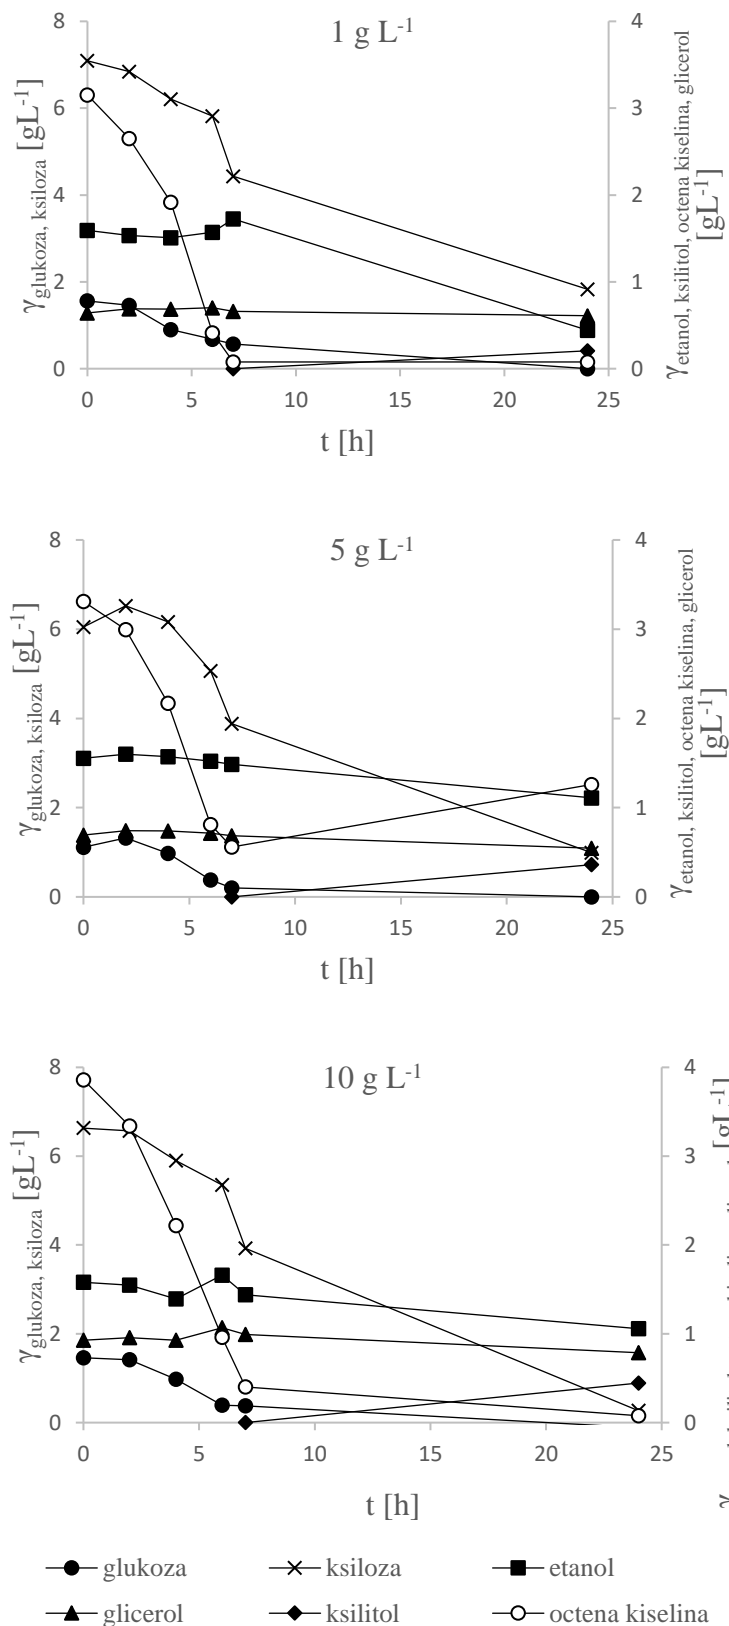 1 g L-1
8
6
4
2
0
γglukoza, ksiloza [gL-1]
4
3
2
1
0
γetanol, ksilitol, octena kiselina, glicerol
[gL-1]
0 5 10 15 20 25
t [h]
5 g L-1
8
6
4
2
0
γglukoza, ksiloza [gL-1]
4
3
2
1
0
γetanol, ksilitol, octena kiselina, glicerol
[gL-1]
0 5 10 15 20 25
t [h]
10 g L-1
8
6
4
2
0
γglukoza, ksiloza [gL-1]
4
3
2
1
0
[gL-1]
γ
0 5 10 15 20 25
t [h]
glukoza ksiloza etanol
glicerol ksilitol octena kiselina